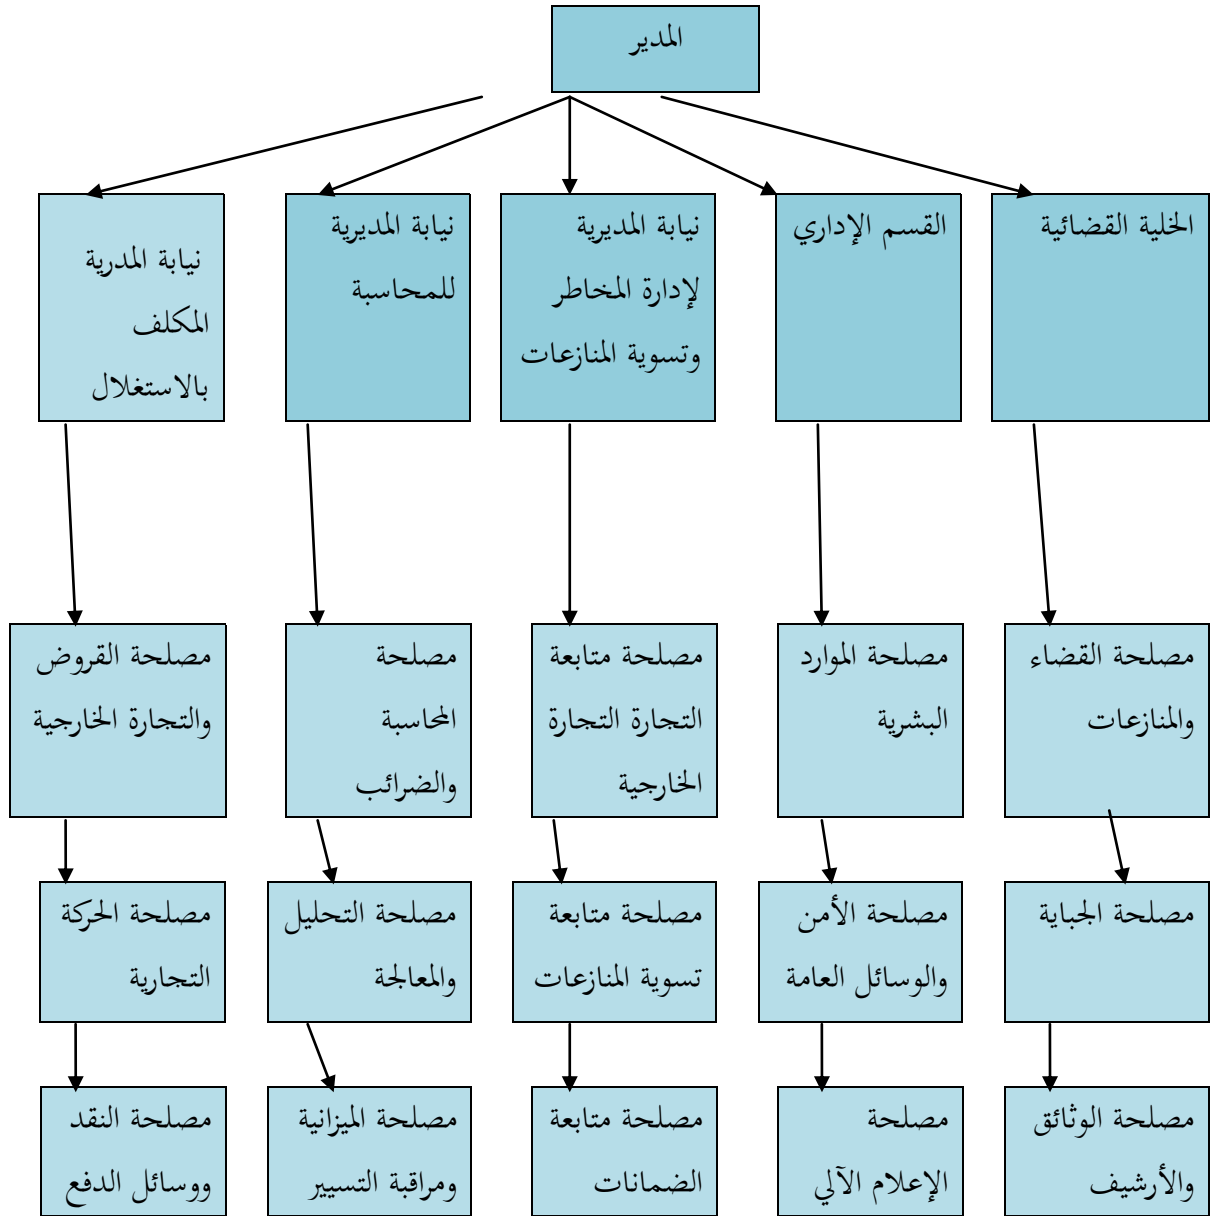 المدير
الخلية القضائية
القسم الإداري
نيابة المديرية
لإدارة المخاطر
وتسوية المنازعات
نيابة المديرية
للمحاسبة
نيابة المدرية
المكلف
بالاستغلال
مصلحة القضاء
والمنازعات
مصلحة الموارد
البشرية
مصلحة متابعة
التجارة التجارة
الخارجية
مصلحة
المحاسبة
والضرائب
مصلحة القروض
والتجارة الخارجية
مصلحة الجباية
مصلحة الأمن
والوسائل العامة
مصلحة متابعة
تسوية المنازعات
مصلحة التحليل
والمعالجة
مصلحة الحركة
التجارية
مصلحة الوثائق
والأرشيف
مصلحة
الإعلام الآلي
مصلحة متابعة
الضمانات
مصلحة الميزانية
ومراقبة التسيير
مصلحة النقد
ووسائل الدفع